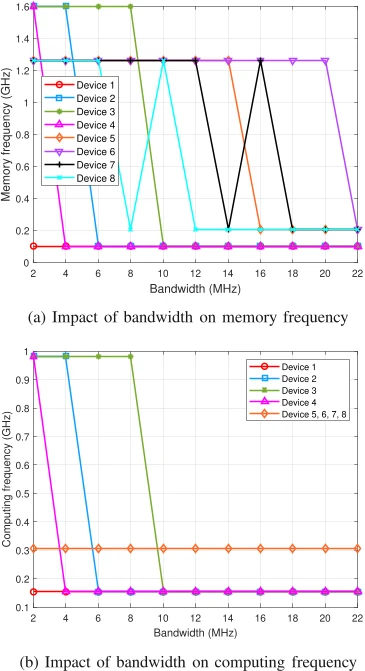 1.6
1.4
1.2
1
0.8
0.6
0.4
0.2
0
Memory frequency (GHz)
Device 1
Device 2
Device 3
Device 4
Device 5
Device 6
Device 7
Device 8
2 4 6 8 10 12 14 16 18 20 22
Bandwidth (MHz)
(a) Impact of bandwidth on memory frequency
1
0.9
0.8
0.7
0.6
0.5
0.4
0.3
0.2
0.1
Computing frequency (GHz)
Device 1
Device 2
Device 3
Device 4
Device 5, 6, 7, 8
2 4 6 8 10 12 14 16 18 20 22
Bandwidth (MHz)
(b) Impact of bandwidth on computing frequency